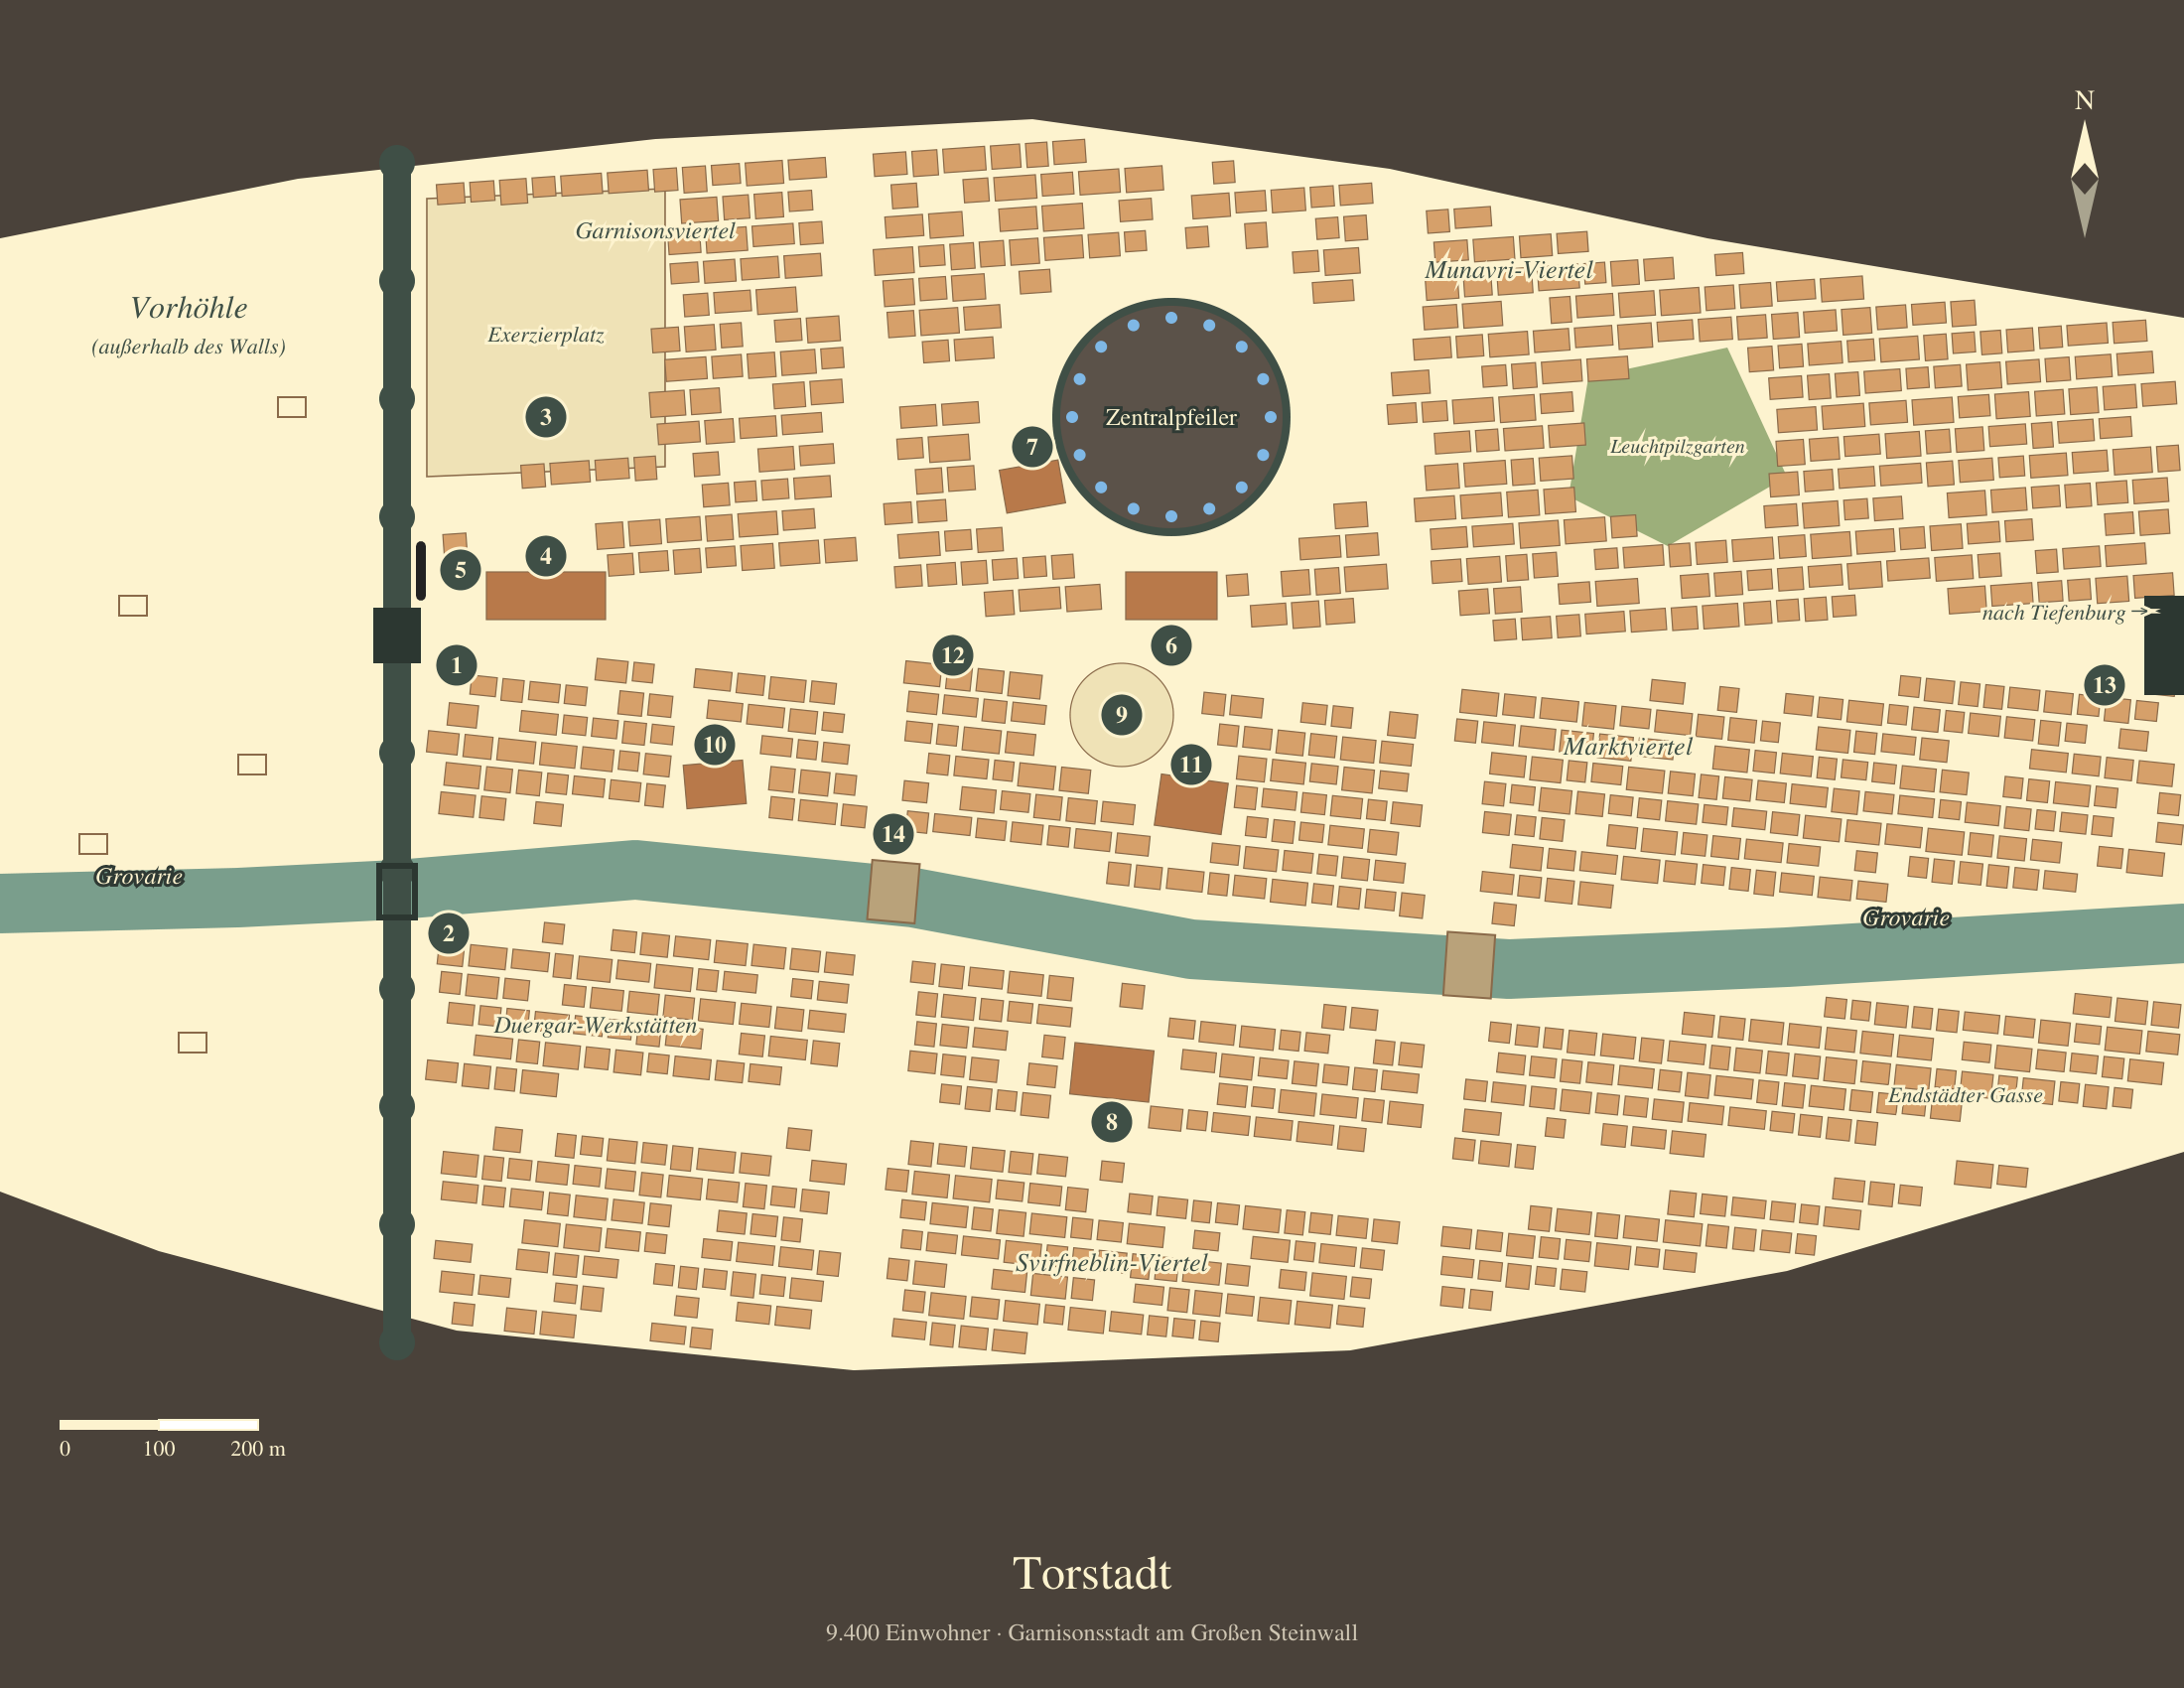 N
Garnisonsviertel
Munavri-Viertel
Vorhöhle
(außerhalb des Walls)
Exerzierplatz
3
Zentralpfeiler
7
Leuchtpilzgarten
4
5
nach Tiefenburg →
6
12
1
13
9
10
Marktviertel
11
14
Grovarie
Grovarie
2
Duergar-Werkstätten
Endstädter-Gasse
8
Svirfneblin-Viertel
0 100 200 m
Torstadt
9.400 Einwohner · Garnisonsstadt am Großen Steinwall